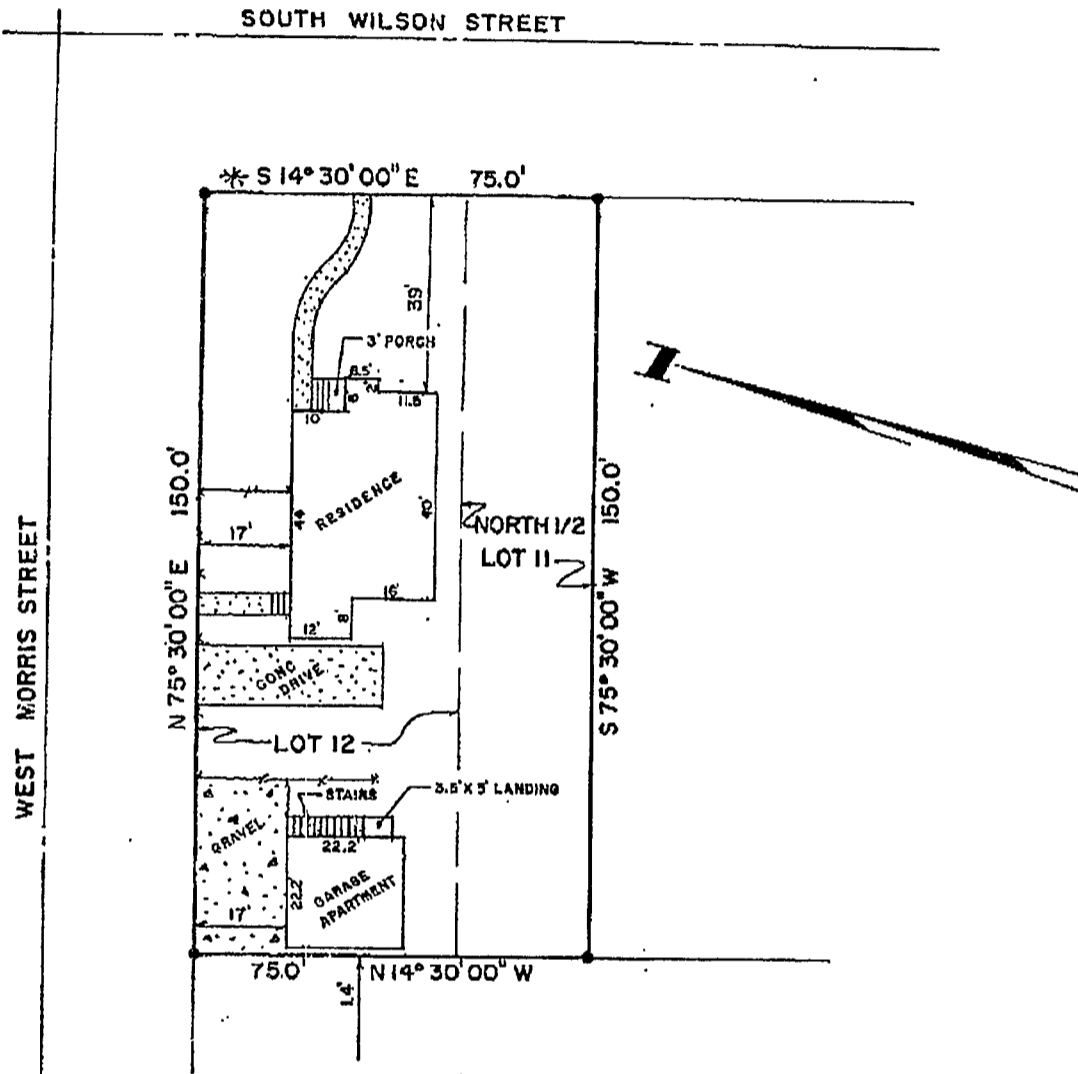 SOUTH WILSON STREET
* S 14° 30' 00" E 75.0'
39'
3' PORCH
6.5'
6
2'
11.5'
10
RESIDENCE
44
40'
N 75° 30' 00" E 150.0'
17'
NORTH 1/2
LOT 11
S 75° 30' 00" W 150.0'
WEST MORRIS STREET
16'
8'
12'
CONC
DRIVE
LOT 12
STAIRS
3.5' X 5' LANDING
GRAVEL
22.2'
22.2'
GARAGE
APARTMENT
17'
75.0' N 14° 30' 00" W
1.4'